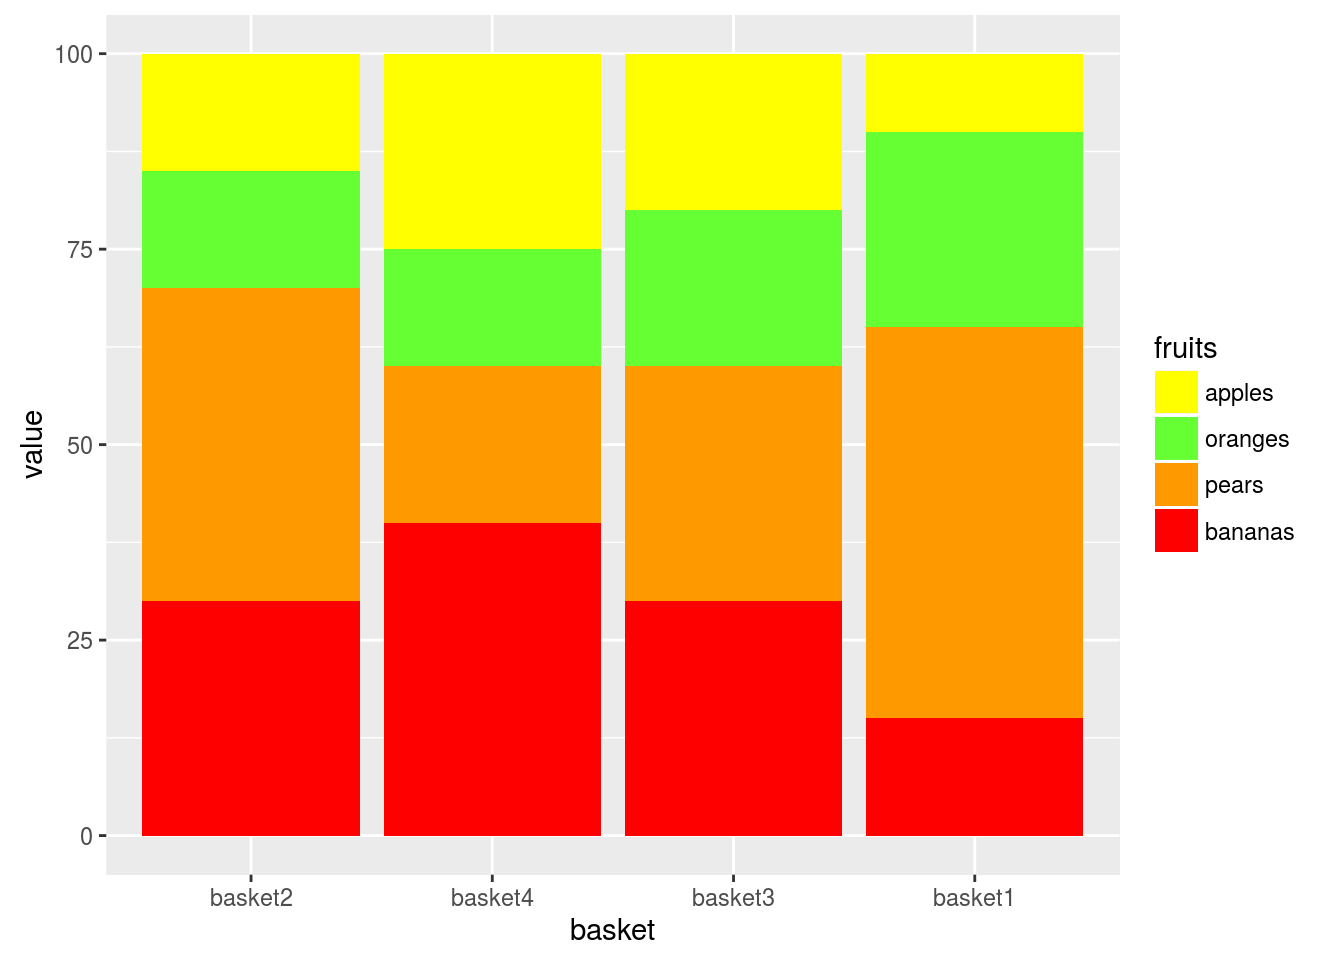 100
75
50
25
0
value
basket2 basket4 basket3 basket1
basket
fruits
apples
oranges
pears
bananas